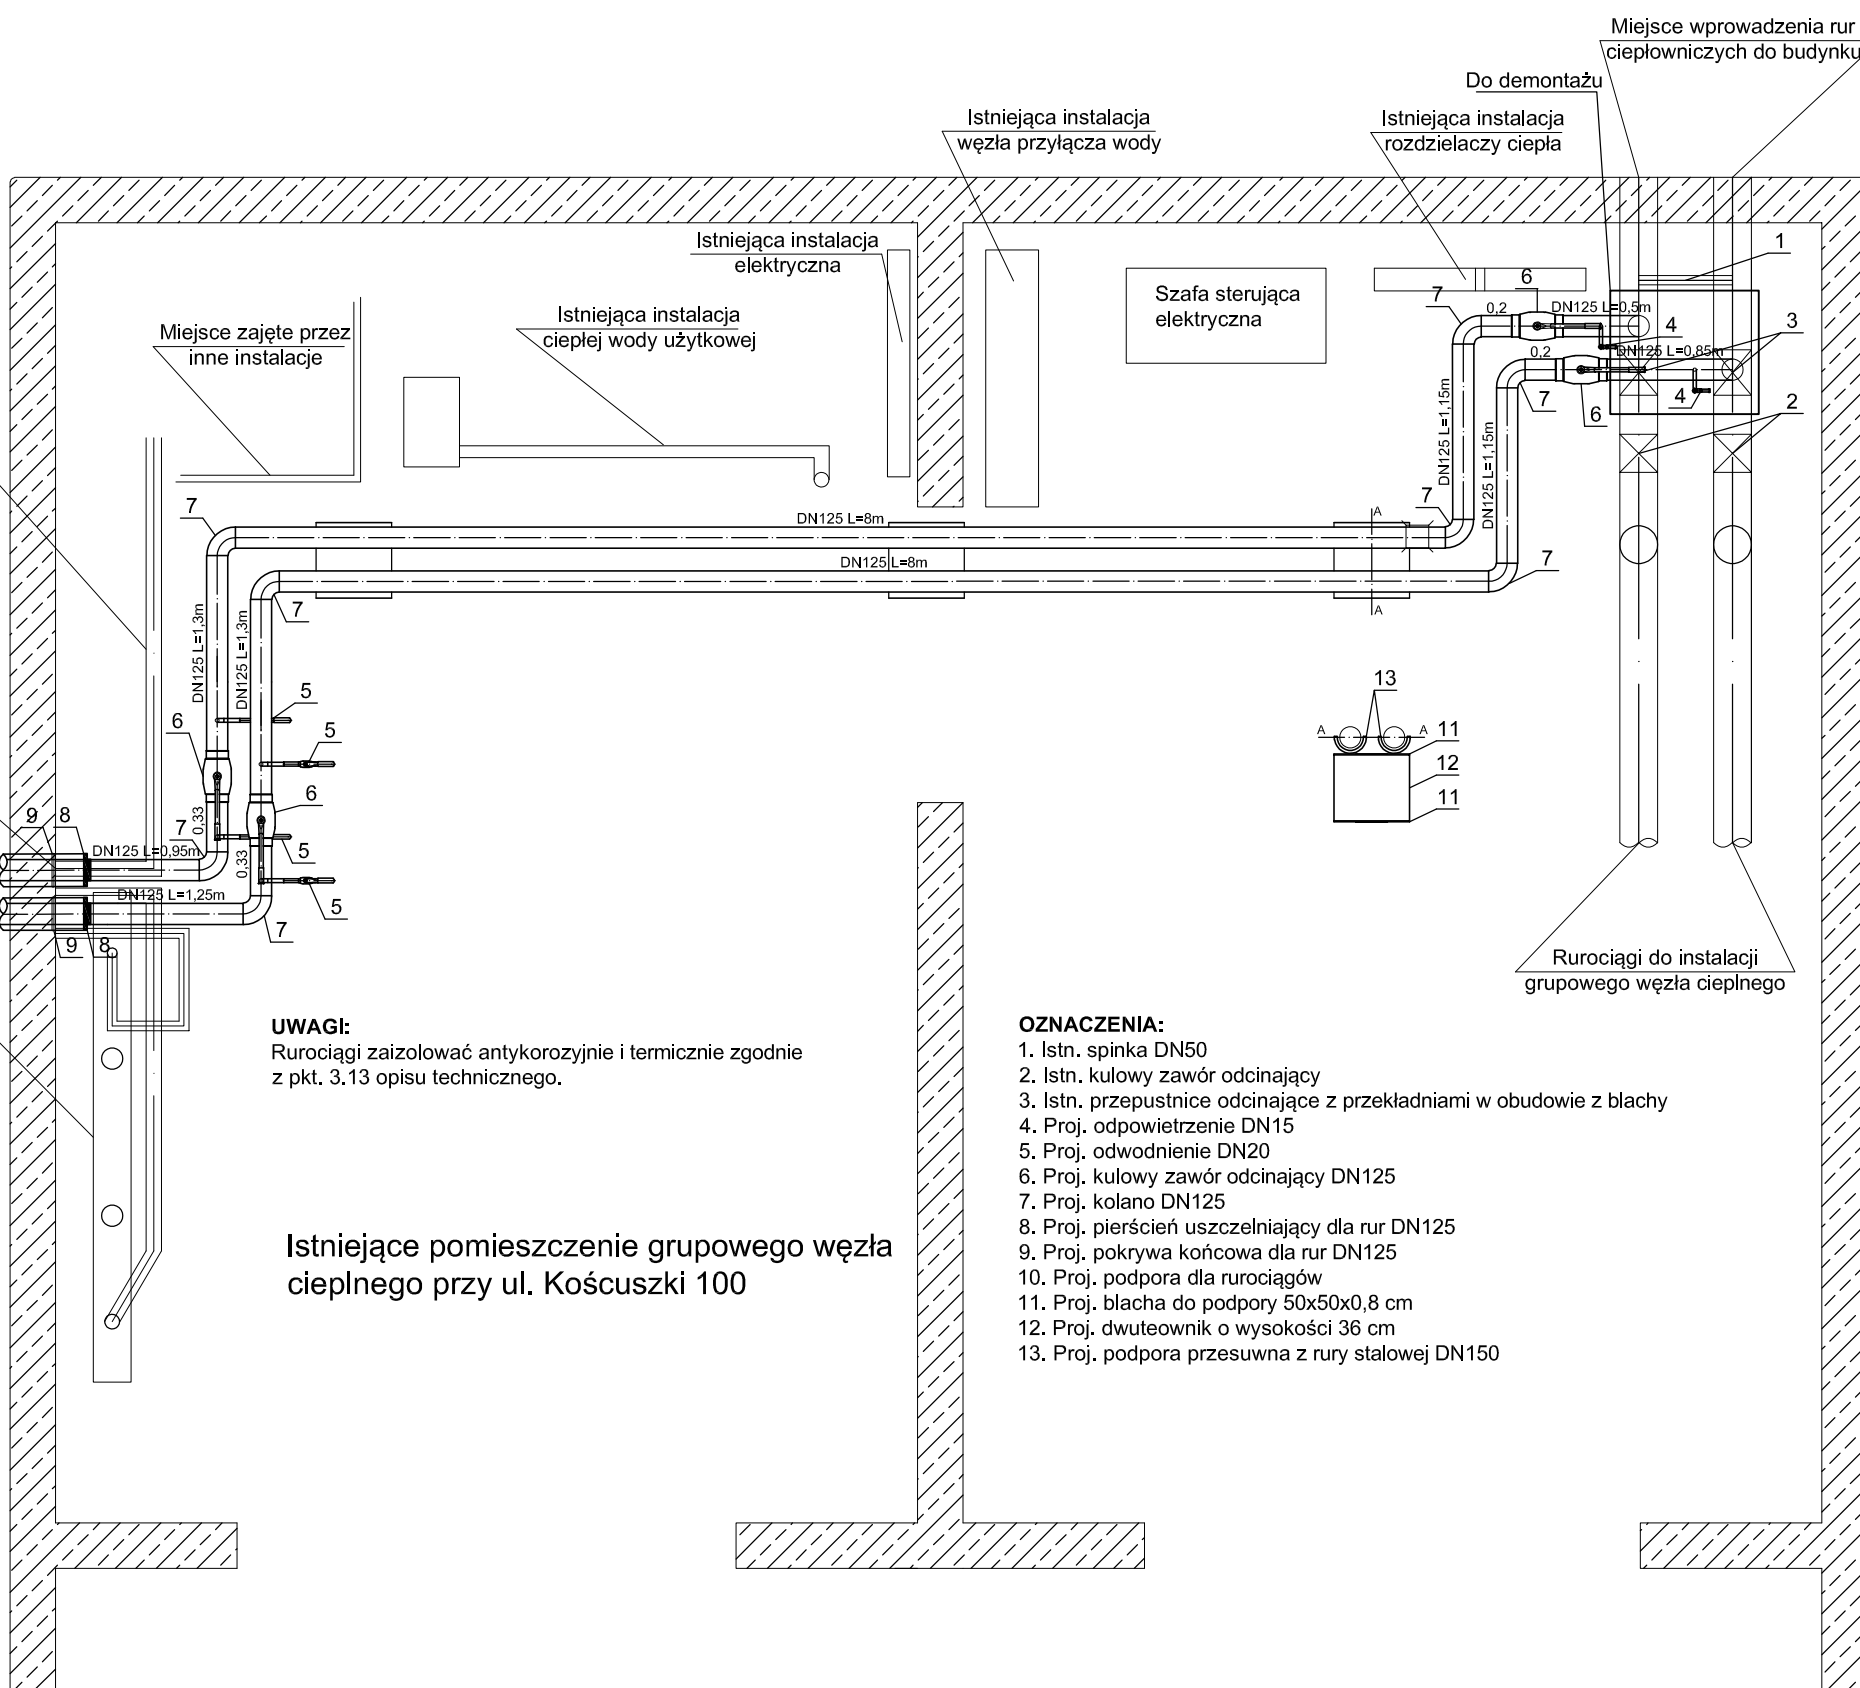 Miejsce wprowadzenia rur
ciepłowniczych do budynku
Do demontażu
Istniejąca instalacja
węzła przyłącza wody
Istniejąca instalacja
rozdzielaczy ciepła
Istniejąca instalacja
elektryczna
Szafa sterująca
elektryczna
Miejsce zajęte przez
inne instalacje
Istniejąca instalacja
ciepłej wody użytkowej
1
6
7
0,2
DN125 L=0,5m
4
3
0,2
DN125 L=0,85m
7
6
4
2
DN125 L=1,15m
DN125 L=1,15m
7
7
DN125 L=8m
A
7
DN125 L=8m
7
A
DN125 L=1,3m
DN125 L=1,3m
5
6
5
6
0,33
9
8
7
DN125 L=0,95m
5
0,33
DN125 L=1,25m
5
7
9
8
13
A
A
11
12
11
Rurociągi do instalacji
grupowego węzła cieplnego
UWAGI:
Rurociągi zaizolować antykorozyjnie i termicznie zgodnie
z pkt. 3.13 opisu technicznego.
OZNACZENIA:
1. Istn. spinka DN50
2. Istn. kulowy zawór odcinający
3. Istn. przepustnice odcinające z przekładniami w obudowie z blachy
4. Proj. odpowietrzenie DN15
5. Proj. odwodnienie DN20
6. Proj. kulowy zawór odcinający DN125
7. Proj. kolano DN125
8. Proj. pierścień uszczelniający dla rur DN125
9. Proj. pokrywa końcowa dla rur DN125
10. Proj. podpora dla rurociągów
11. Proj. blacha do podpory 50x50x0,8 cm
12. Proj. dwuteownik o wysokości 36 cm
13. Proj. podpora przesuwna z rury stalowej DN150
Istniejące pomieszczenie grupowego węzła
cieplnego przy ul. Kościuszki 100